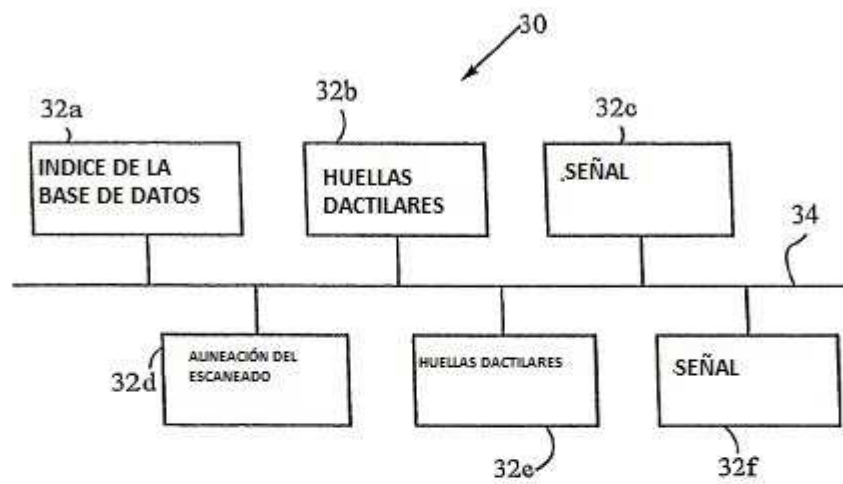 30
32a
32b
32c
INDICE DE LA
BASE DE DATOS
HUELLAS
DACTILARES
.SEÑAL
34
ALINEACIÓN DEL
ESCANEADO
32d
HUELLAS DACTILARES
32e
SEÑAL
32f